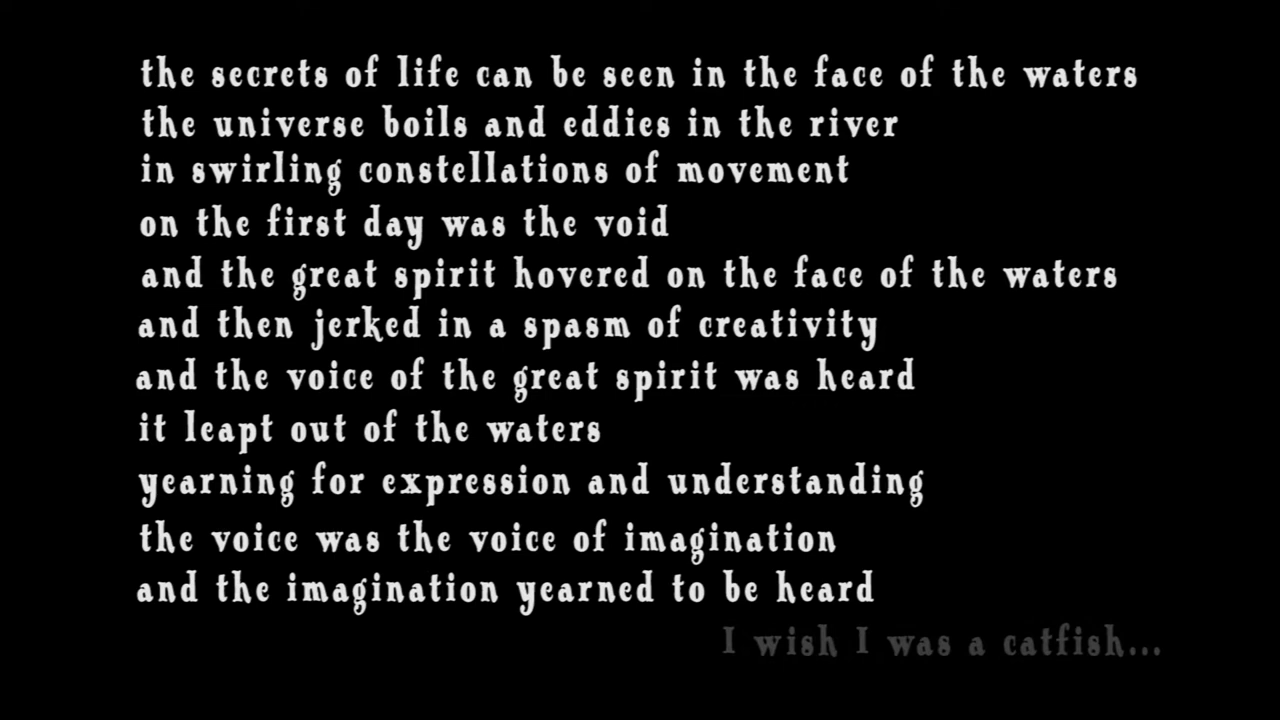 the secrets of life can be seen in the face of the waters
the universe boils and eddies in the river
in swirling constellations of movement
on the first day was the void
and the great spirit hovered on the face of the waters
and then jerked in a spasm of creativity
and the voice of the great spirit was heard
it leapt out of the waters
yearning for expression and understanding
the voice was the voice of imagination
and the imagination yearned to be heard
I wish I was a catfish...